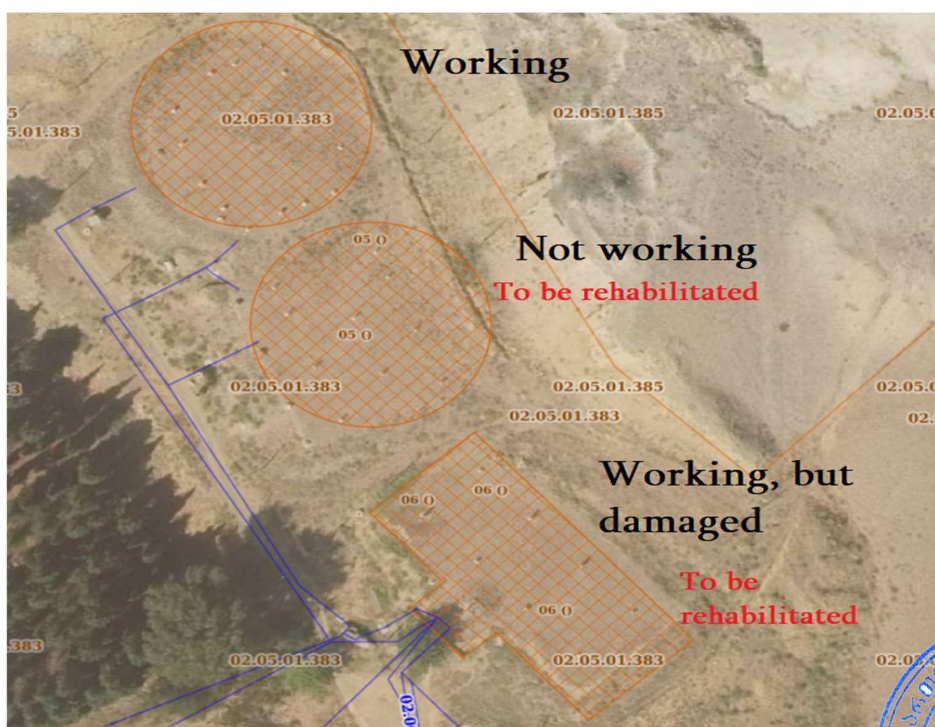 Working
02.05.01.383
02.05.01.385
5
5.01.383
05 ()
Not working
To be rehabilitated
05 ()
02.05.01.383
02.05.01.385
02.05.01.383
Working, but
damaged
06 ()
06 ()
To be
rehabilitated
06 ()
02.05.01.383
02.05.01.383